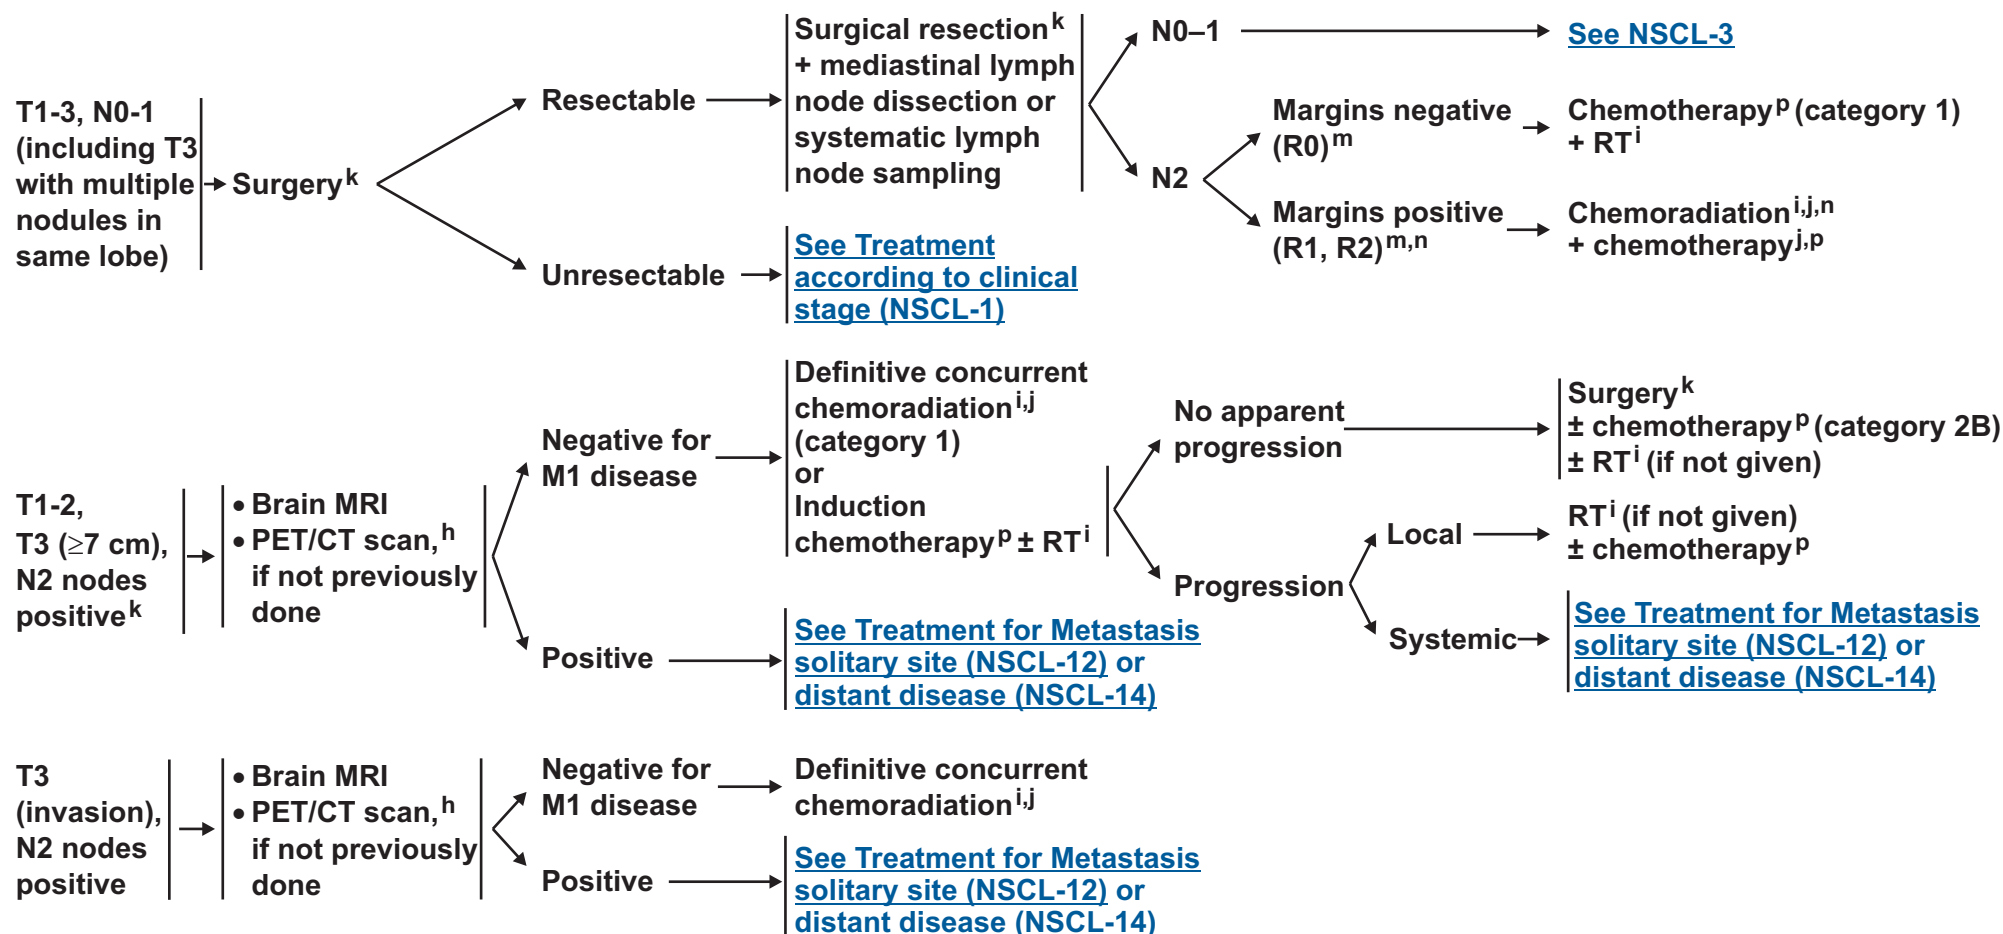 T1-3, N0-1
(including T3
with multiple
nodules in
same lobe)
Surgery k
Resectable
Surgical resection k
+ mediastinal lymph
node dissection or
systematic lymph
node sampling
N0–1
See NSCL-3
N2
Margins negative
(R0) m
Chemotherapy p (category 1)
+ RT i
Margins positive
(R1, R2) m,n
Chemoradiation i,j,n
+ chemotherapy j,p
Unresectable
See Treatment
according to clinical
stage (NSCL-1)
T1-2,
T3 (≥7 cm),
N2 nodes
positive k
• Brain MRI
• PET/CT scan, h
if not previously
done
Negative for
M1 disease
Definitive concurrent
chemoradiation i,j
(category 1)
or
Induction
chemotherapy p ± RT i
No apparent
progression
Surgery k
± chemotherapy p (category 2B)
± RT i (if not given)
Progression
Local
RT i (if not given)
± chemotherapy p
Systemic
See Treatment for Metastasis
solitary site (NSCL-12) or
distant disease (NSCL-14)
Positive
See Treatment for Metastasis
solitary site (NSCL-12) or
distant disease (NSCL-14)
T3
(invasion),
N2 nodes
positive
• Brain MRI
• PET/CT scan, h
if not previously
done
Negative for
M1 disease
Definitive concurrent
chemoradiation i,j
Positive
See Treatment for Metastasis
solitary site (NSCL-12) or
distant disease (NSCL-14)